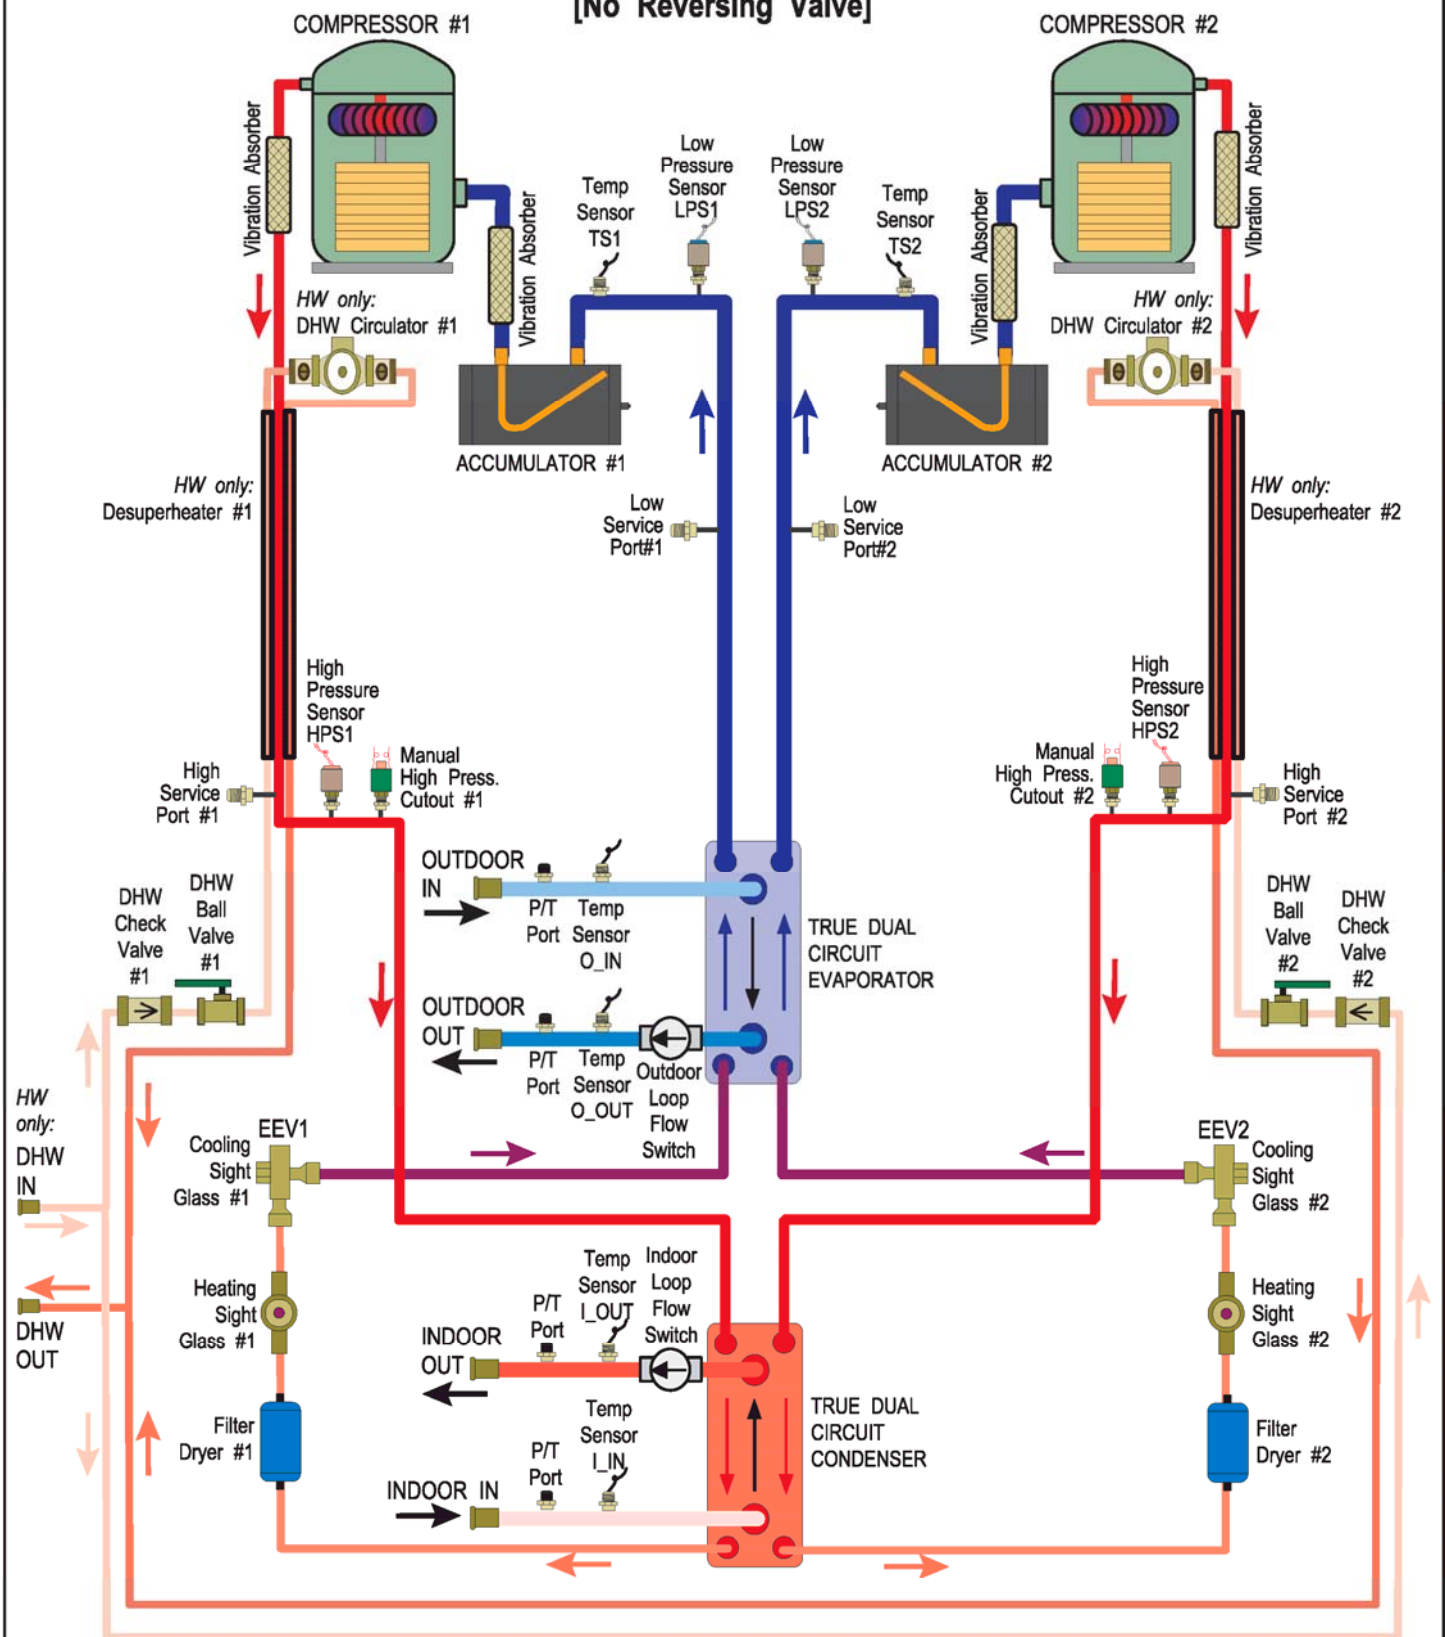 [No Reversing Valve]
COMPRESSOR #1
COMPRESSOR #2
Vibration Absorber
Vibration Absorber
Vibration Absorber
Vibration Absorber
Low
Pressure
Sensor
LPS1
Low
Pressure
Sensor
LPS2
Temp
Sensor
TS1
Temp
Sensor
TS2
HW only:
DHW Circulator #1
HW only:
DHW Circulator #2
ACCUMULATOR #1
ACCUMULATOR #2
HW only:
Desuperheater #1
HW only:
Desuperheater #2
Low
Service
Port#1
Low
Service
Port#2
High
Pressure
Sensor
HPS1
High
Pressure
Sensor
HPS2
Manual
High Press.
Cutout #1
Manual
High Press.
Cutout #2
High
Service
Port #1
High
Service
Port #2
OUTDOOR
IN
P/T
Port
Temp
Sensor
O_IN
DHW
Check
Valve
#1
DHW
Ball
Valve
#1
DHW
Ball
Valve
#2
DHW
Check
Valve
#2
TRUE DUAL
CIRCUIT
EVAPORATOR
OUTDOOR
OUT
P/T
Port
Temp
Sensor
O_OUT
Outdoor
Loop
Flow
Switch
HW
only:
DHW
IN
EEV1
Cooling
Sight
Glass #1
EEV2
Cooling
Sight
Glass #2
DHW
OUT
Heating
Sight
Glass #1
Heating
Sight
Glass #2
Temp
Sensor
I_OUT
Indoor
Loop
Flow
Switch
P/T
Port
INDOOR
OUT
TRUE DUAL
CIRCUIT
CONDENSER
Temp
Sensor
I_IN
P/T
Port
INDOOR IN
Filter
Dryer #1
Filter
Dryer #2